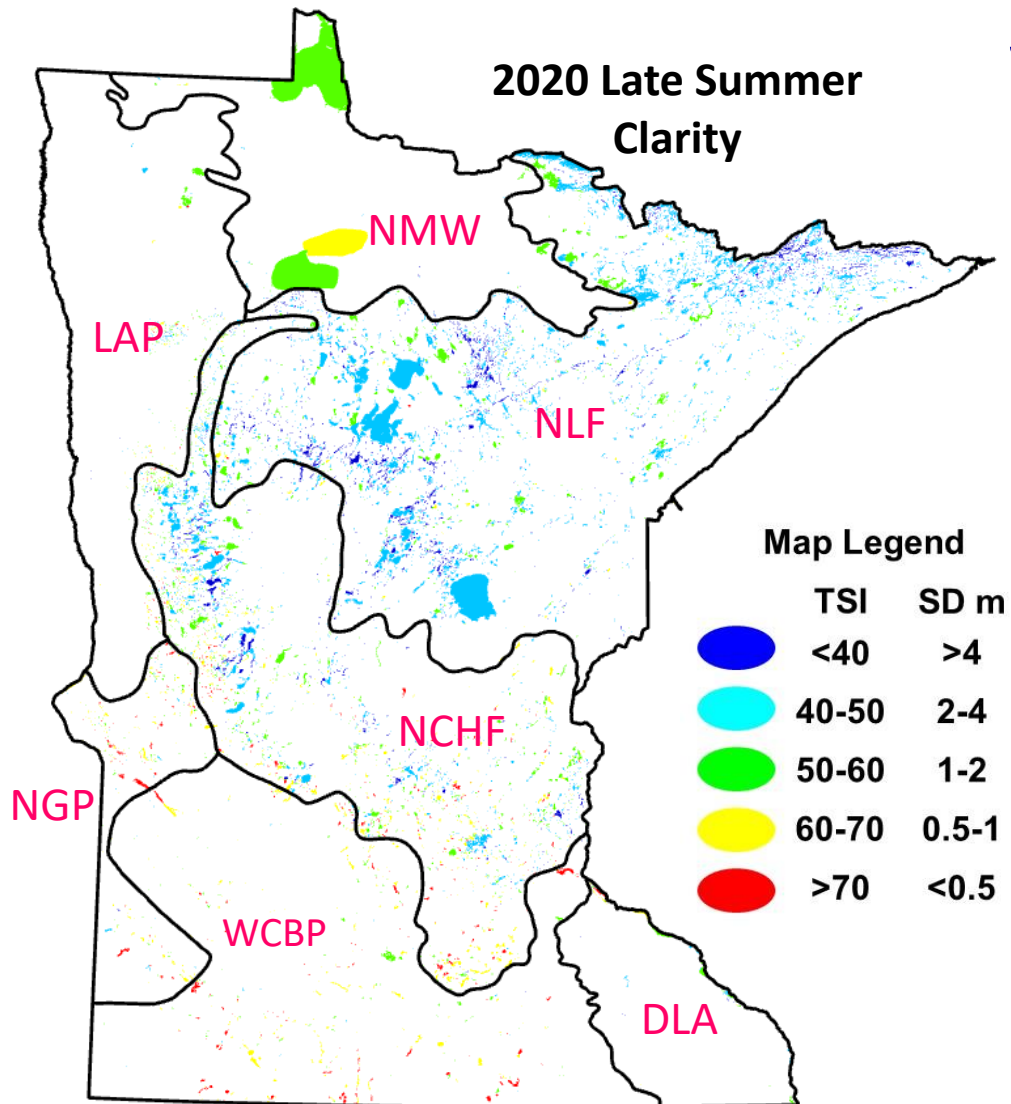 2020 Late Summer
Clarity
NMW
LAP
NLF
Map Legend
TSI SD m
<40 >4
40-50 2-4
50-60 1-2
60-70 0.5-1
>70 <0.5
NCHF
NGP
WCBP
DLA